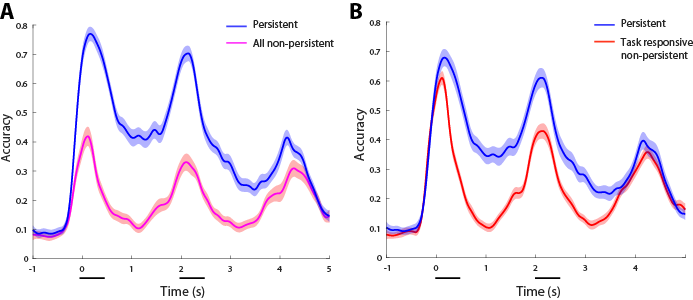 A
Persistent
All non-persistent
0.8
0.7
0.6
0.5
0.4
0.3
0.2
0.1
0
Accuracy
-1
0
1
2
3
4
5
Time (s)
B
Persistent
Task responsive
non-persistent
0.8
0.7
0.6
0.5
0.4
0.3
0.2
0.1
0
Accuracy
-1
0
1
2
3
4
Time (s)